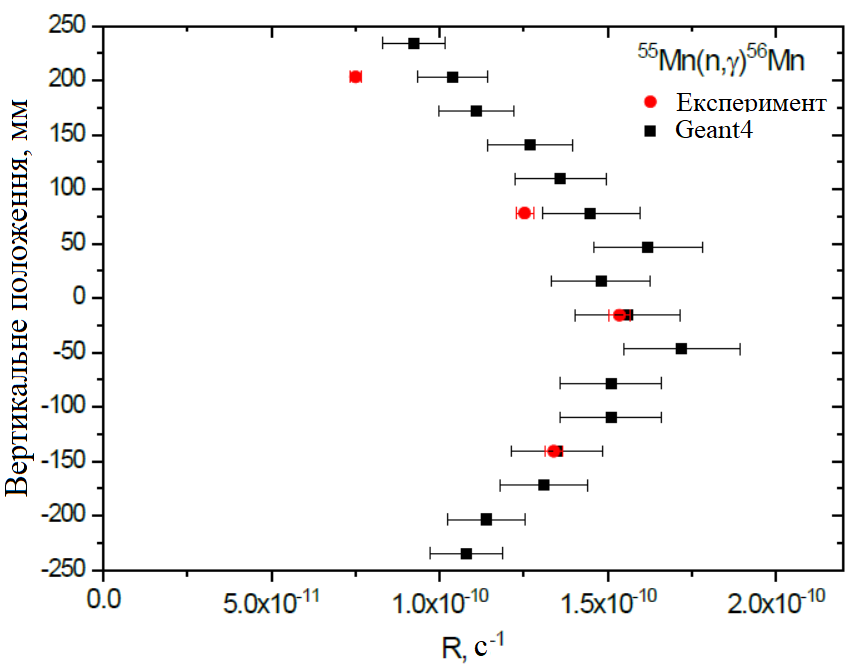 250
200
150
100
50
0
-50
-100
-150
-200
-250
Вертикальне положення, мм
55Mn(n,γ)56Mn
Експеримент
Geant4
0.0 5.0x10-11 1.0x10-10 1.5x10-10 2.0x10-10
R, с-1